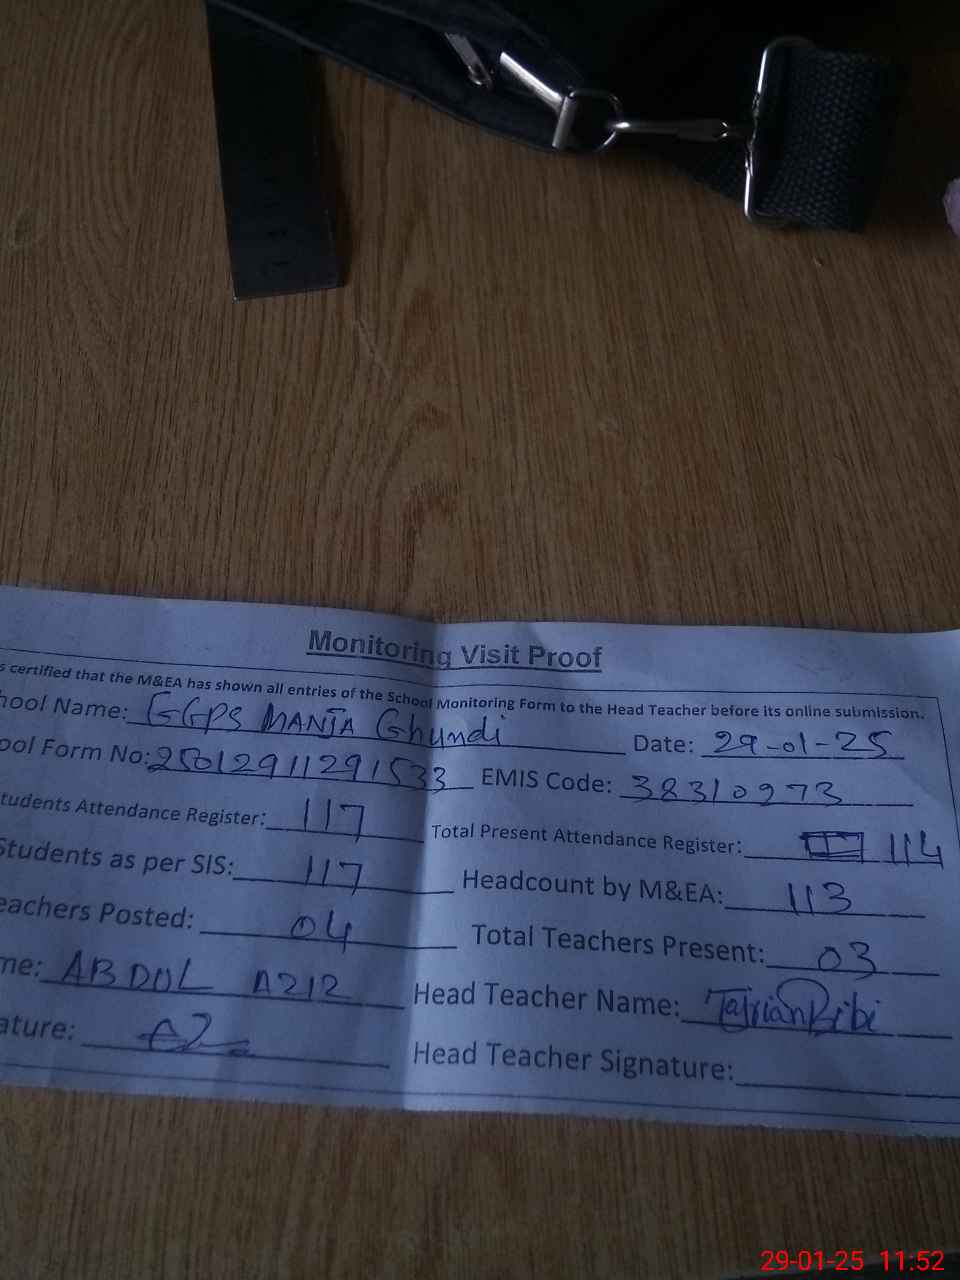 Monitoring Visit Proof
s certified that the M&EA has shown all entries of the School Monitoring Form to the Head Teacher before its online submission.
hool Name: GGPS MANJA Ghundi Date: 29-01-25
ool Form No: 25012911291533 EMIS Code: 38310973
tudents Attendance Register: 117 Total Present Attendance Register: 114
Students as per SIS: 117 Headcount by M&EA: 113
eachers Posted: 04 Total Teachers Present: 03
me: ABDUL AZIZ Head Teacher Name: Bibi
ature: Head Teacher Signature:
29-01-25 11:52